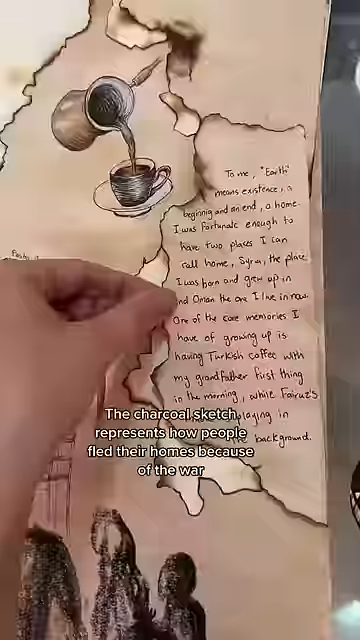 To me, "Earth"
means existence, a
beginnig and an end, a home.
I was fortunate enough to
have two places I can
call home, Syria, the place
I was born and grew up in
and Oman the one I live in now.
One of the core memories I
have of growing up is
having Turkish coffee with
my grandfather first thing
in the morning, while Fairuz's
playing in
background.
The charcoal sketch
represents how people
fled their homes because
of the war